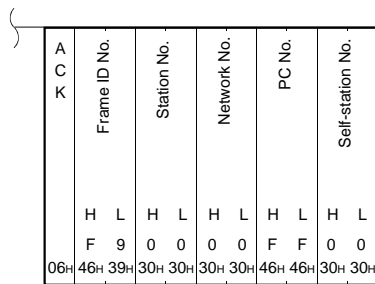 A C K
Frame ID No.
Station No.
Network No.
PC No.
Self-station No.
H L H L H L H L H L
F 9 0 0 0 0 F F 0 0
06H 46H 39H 30H 30H 30H 30H 46H 46H 30H 30H